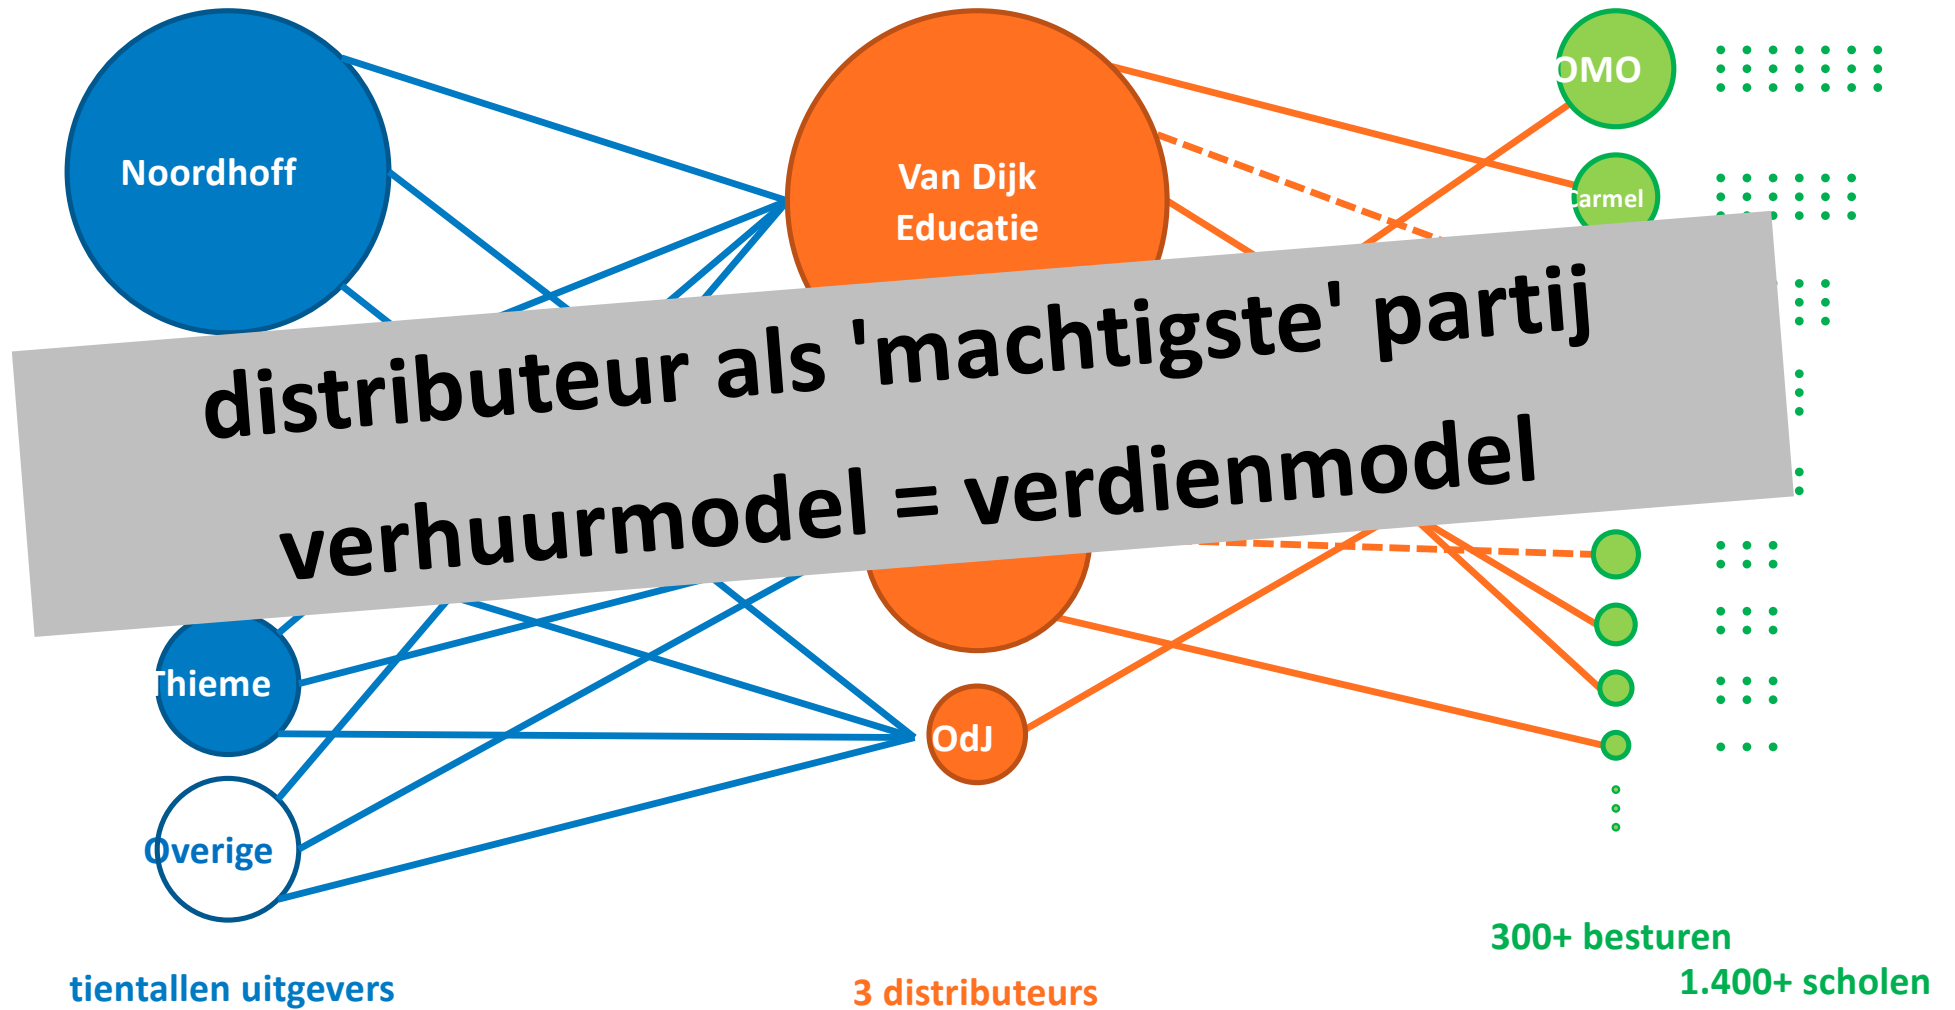 Noordhoff
Van Dijk
Educatie
OMO
Carmel
distributeur als 'machtigste' partij
verhuurmodel = verdienmodel
Thieme
OdJ
Overige
300+ besturen
tientallen uitgevers
3 distributeurs
1.400+ scholen